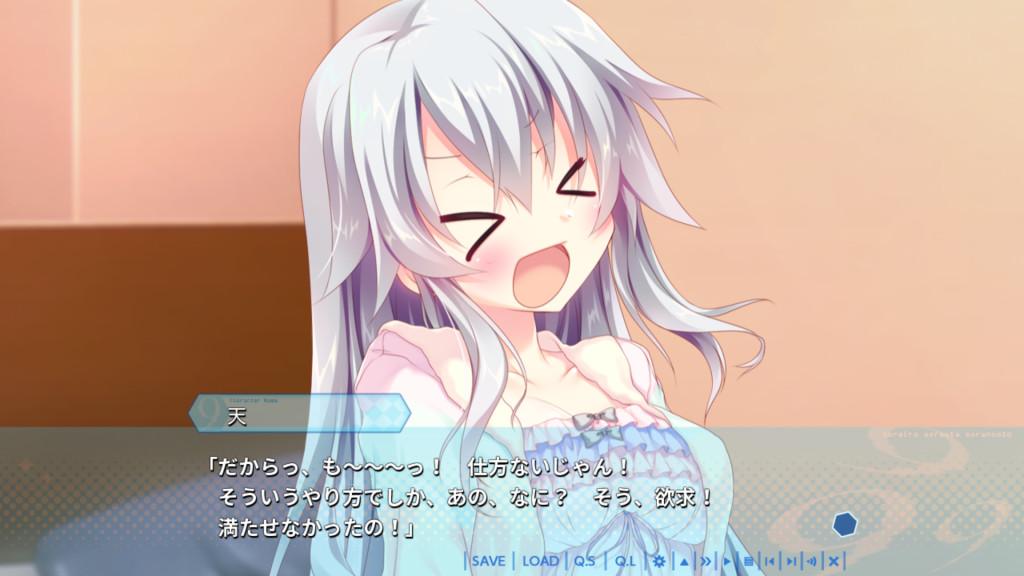 Character Name
天
「だからっ、も～～～っ！　仕方ないじゃん！
そういうやり方でしか、あの、なに？　そう、欲求！
満たせなかったの！」
SAVE LOAD Q.S Q.L